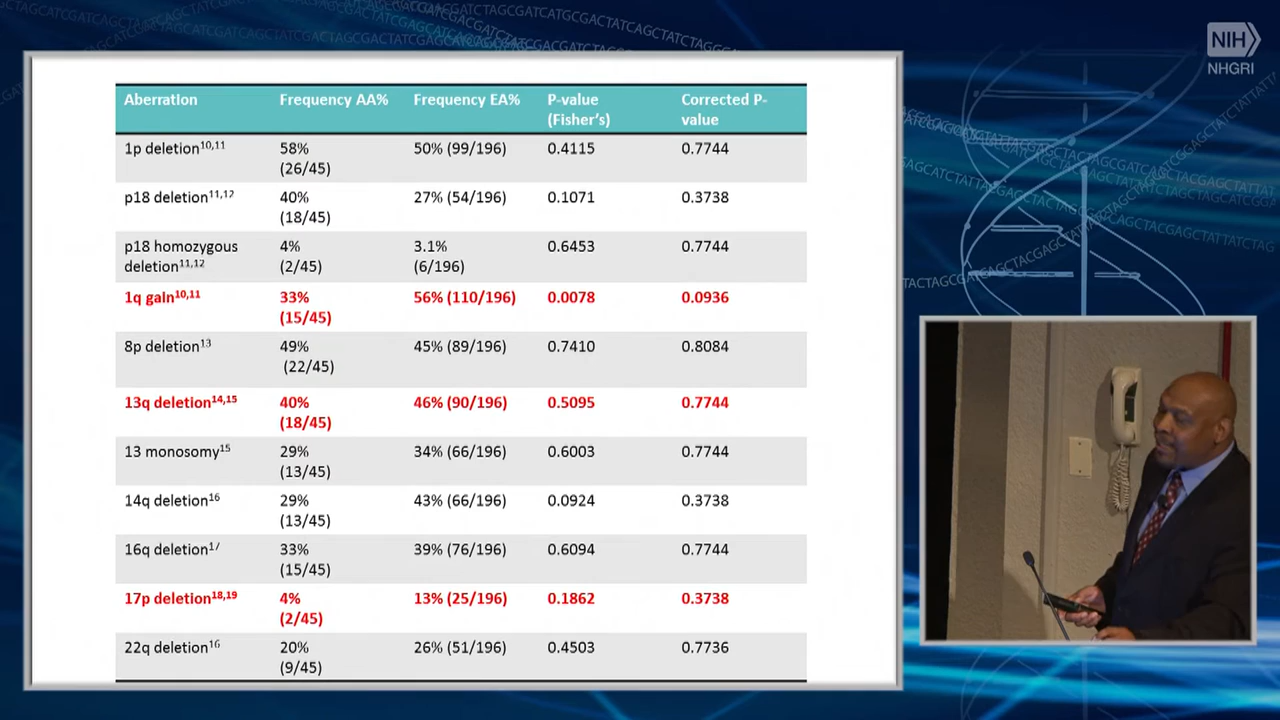 NIH
NHGRI
Aberration Frequency AA% Frequency EA% P-value (Fisher's) Corrected P-value
1p deletion10,11 58% (26/45) 50% (99/196) 0.4115 0.7744
p18 deletion11,12 40% (18/45) 27% (54/196) 0.1071 0.3738
p18 homozygous deletion11,12 4% (2/45) 3.1% (6/196) 0.6453 0.7744
1q gain10,11 33% (15/45) 56% (110/196) 0.0078 0.0936
8p deletion13 49% (22/45) 45% (89/196) 0.7410 0.8084
13q deletion14,15 40% (18/45) 46% (90/196) 0.5095 0.7744
13 monosomy15 29% (13/45) 34% (66/196) 0.6003 0.7744
14q deletion16 29% (13/45) 43% (66/196) 0.0924 0.3738
16q deletion17 33% (15/45) 39% (76/196) 0.6094 0.7744
17p deletion18,19 4% (2/45) 13% (25/196) 0.1862 0.3738
22q deletion16 20% (9/45) 26% (51/196) 0.4503 0.7736